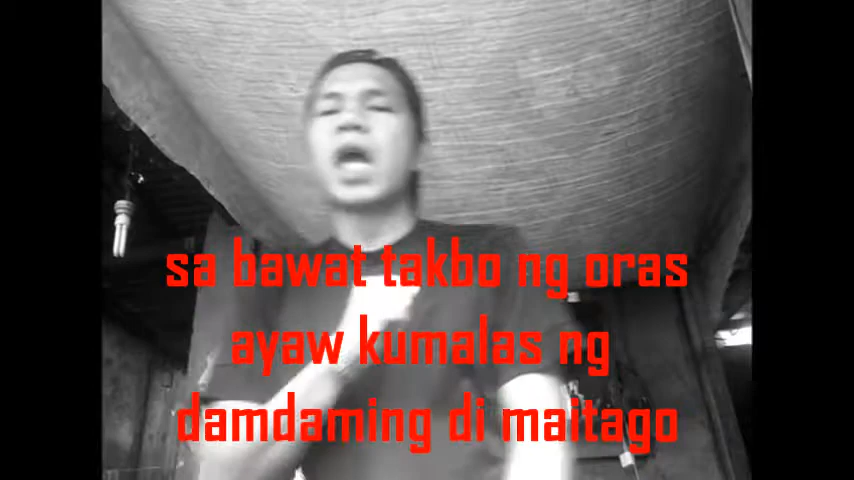 sa bawat takbo ng oras
ayaw kumalas ng
damdaming di maitago